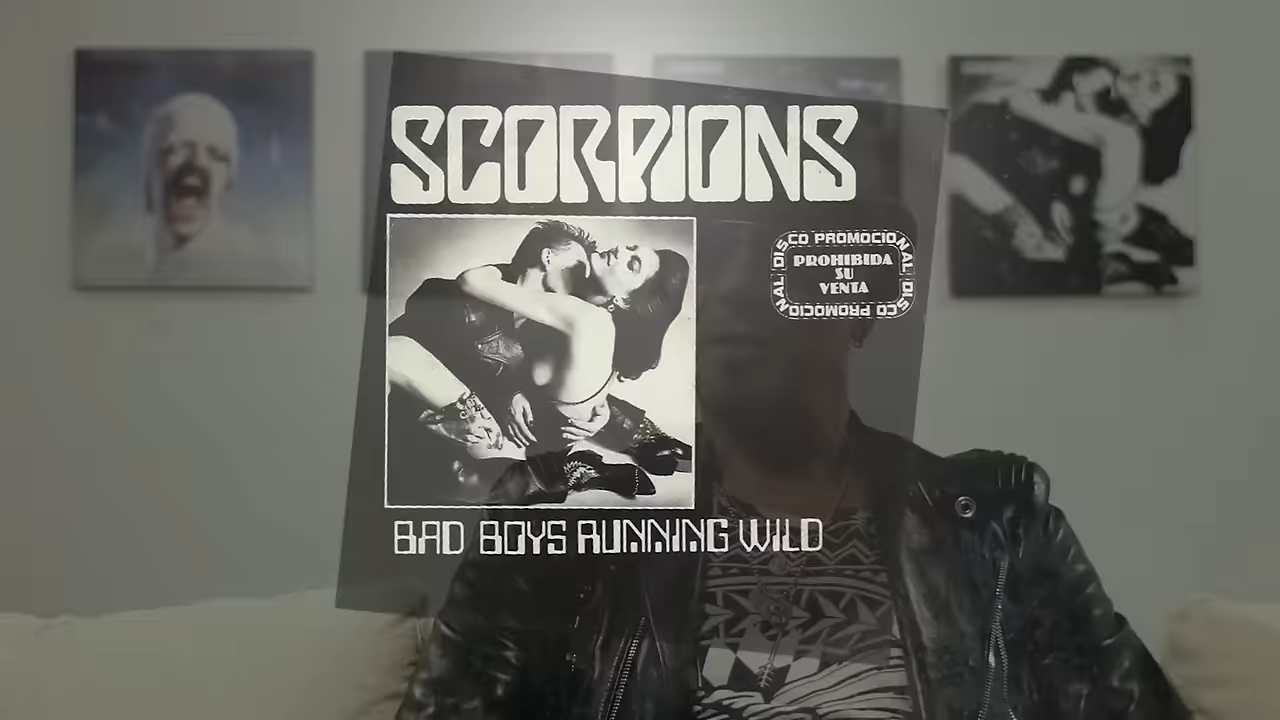 SCORPIONS
DISCO PROMOCIONAL DISCO PROMOCIONAL
PROHIBIDA
SU
VENTA
BAD BOYS RUNNING WILD